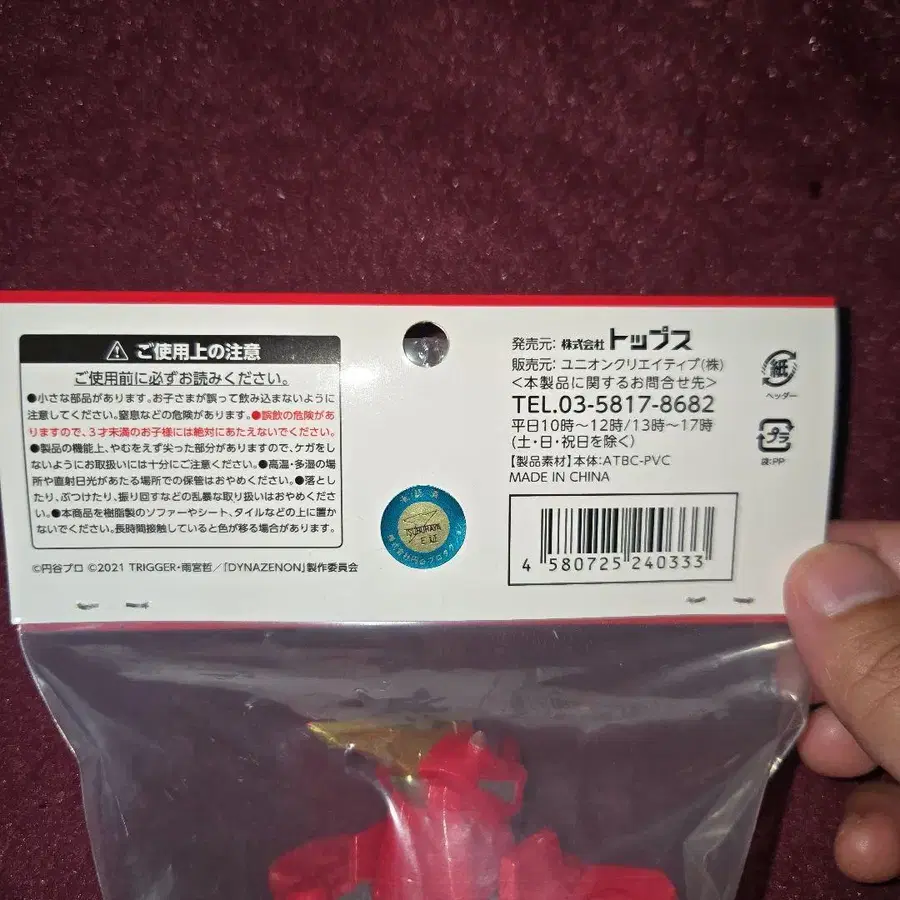 ご使用上の注意
ご使用前に必ずお読みください。
●小さな部品があります。お子さまが誤って飲み込まないように
注意してください。窒息などの危険があります。●誤飲の危険があ
りますので、3才未満のお子様には絶対にあたえないでください。
●製品の機能上、やむをえず尖った部分がありますので、ケガをし
ないようにお取扱いには十分にご注意ください。●高温・多湿の場
所や直射日光があたる場所での保管はおやめください。●落とし
たり、ぶつけたり、振り回すなどの乱暴な取り扱いはおやめくださ
い。●本商品を樹脂製のソファーやシート、タイルなどの上に置か
ないでください。長時間接触していると色が移る場合があります。
©円谷プロ ©2021 TRIGGER・雨宮哲/「DYNAZENON」製作委員会
承認済
TSUBURAYA
株式会社円谷プロダクション
発売元: 株式会社トップス
販売元: ユニオンクリエイティブ(株)
<本製品に関するお問合せ先>
TEL.03-5817-8682
平日10時~12時/13時~17時
(土・日・祝日を除く)
【製品素材】本体:ATBC-PVC
MADE IN CHINA
4 580725 240333
紙
ヘッダー
プラ
袋:PP